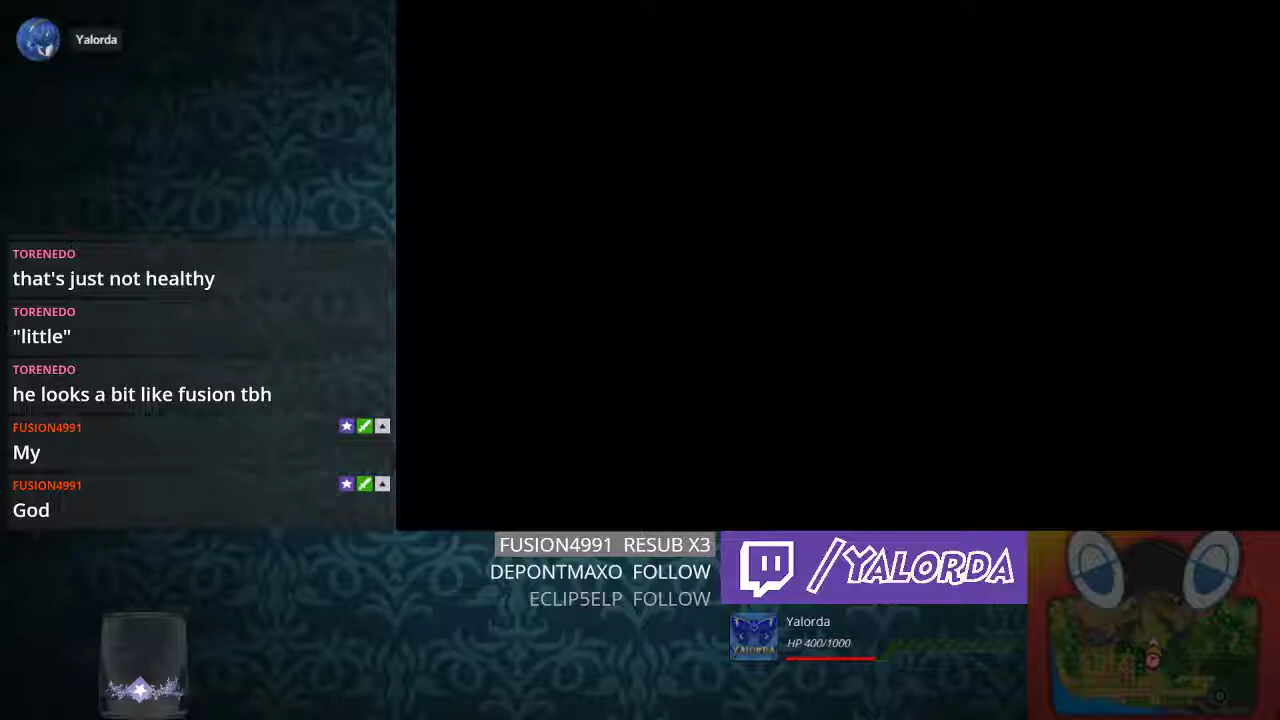 Yalorda
TORENEDO
that's just not healthy
TORENEDO
"little"
TORENEDO
he looks a bit like fusion tbh
FUSION4991
My
FUSION4991
God
FUSION4991 RESUB X3
DEPONTMAXO FOLLOW
ECLIP5ELP FOLLOW
/YALORDA
Yalorda
HP 400/1000
YALORDA